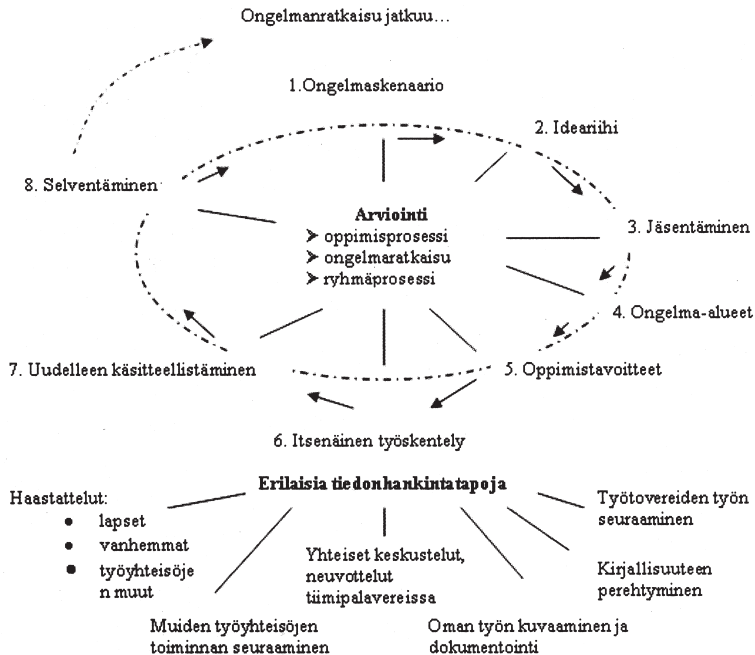 Ongelmanratkaisu jatkuu...
1.Ongelmaskenaario
2. Ideariihi
8. Selventäminen
Arviointi
➢ oppimisprosessi
➢ ongelmaratkaisu
➢ ryhmäprosessi
3. Jäsentäminen
4. Ongelma-alueet
7. Uudelleen käsitteellistäminen
5. Oppimistavoitteet
6. Itsenäinen työskentely
Erilaisia tiedonhankintatapoja
Haastattelut:
• lapset
• vanhemmat
• työyhteisöje
n muut
Yhteiset keskustelut,
neuvottelut
tiimipalavereissa
Työtovereiden työn
seuraaminen
Kirjallisuuteen
perehtyminen
Muiden työyhteisöjen
toiminnan seuraaminen
Oman työn kuvaaminen ja
dokumentointi